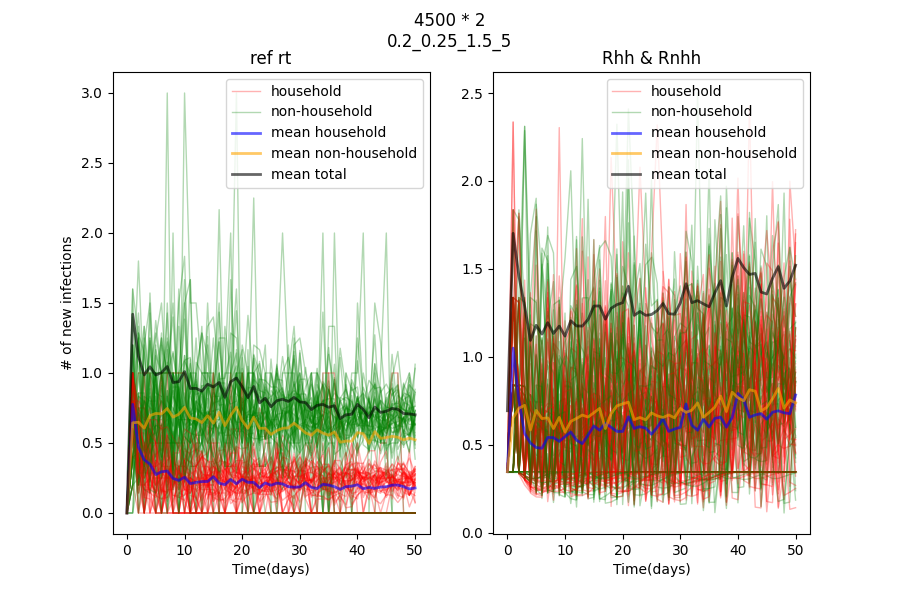 4500 * 2
0.2_0.25_1.5_5
ref rt
Rhh & Rnhh
household
non-household
mean household
mean non-household
mean total
household
non-household
mean household
mean non-household
mean total
# of new infections
3.0
2.5
2.0
1.5
1.0
0.5
0.0
0 10 20 30 40 50
Time(days)
2.5
2.0
1.5
1.0
0.5
0.0
0 10 20 30 40 50
Time(days)